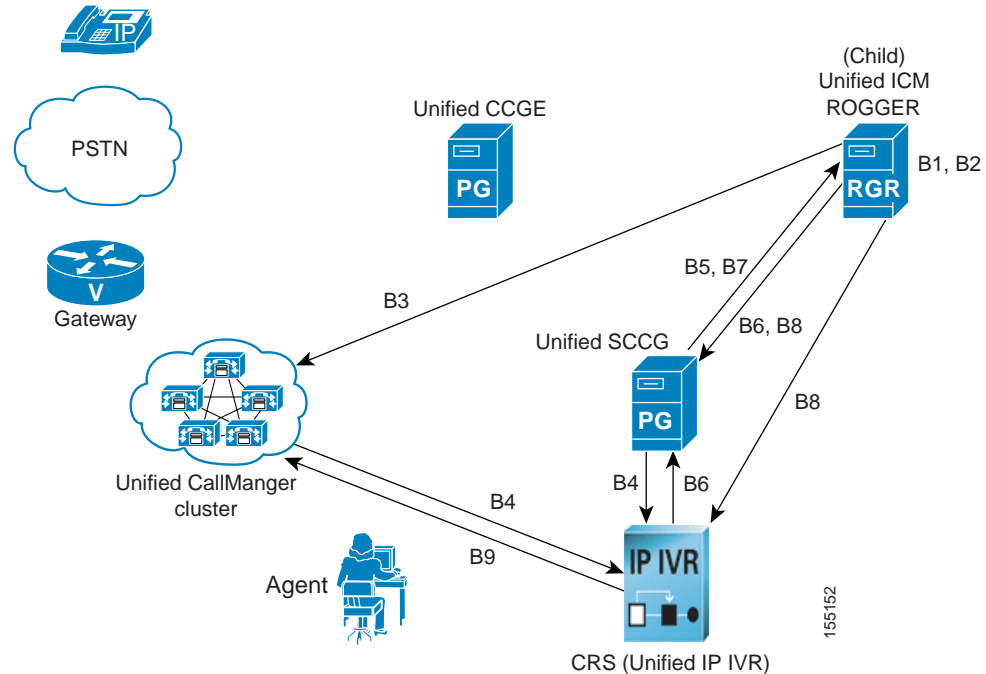 IP
PSTN
V
Gateway
Unified CCGE
PG
(Child)
Unified ICM
ROGGER
RGR
B1, B2
B3
B5, B7
B6, B8
B8
Unified SCCG
PG
Unified CallManger
cluster
B4
B9
B4
B6
Agent
IP IVR
CRS (Unified IP IVR)
155152